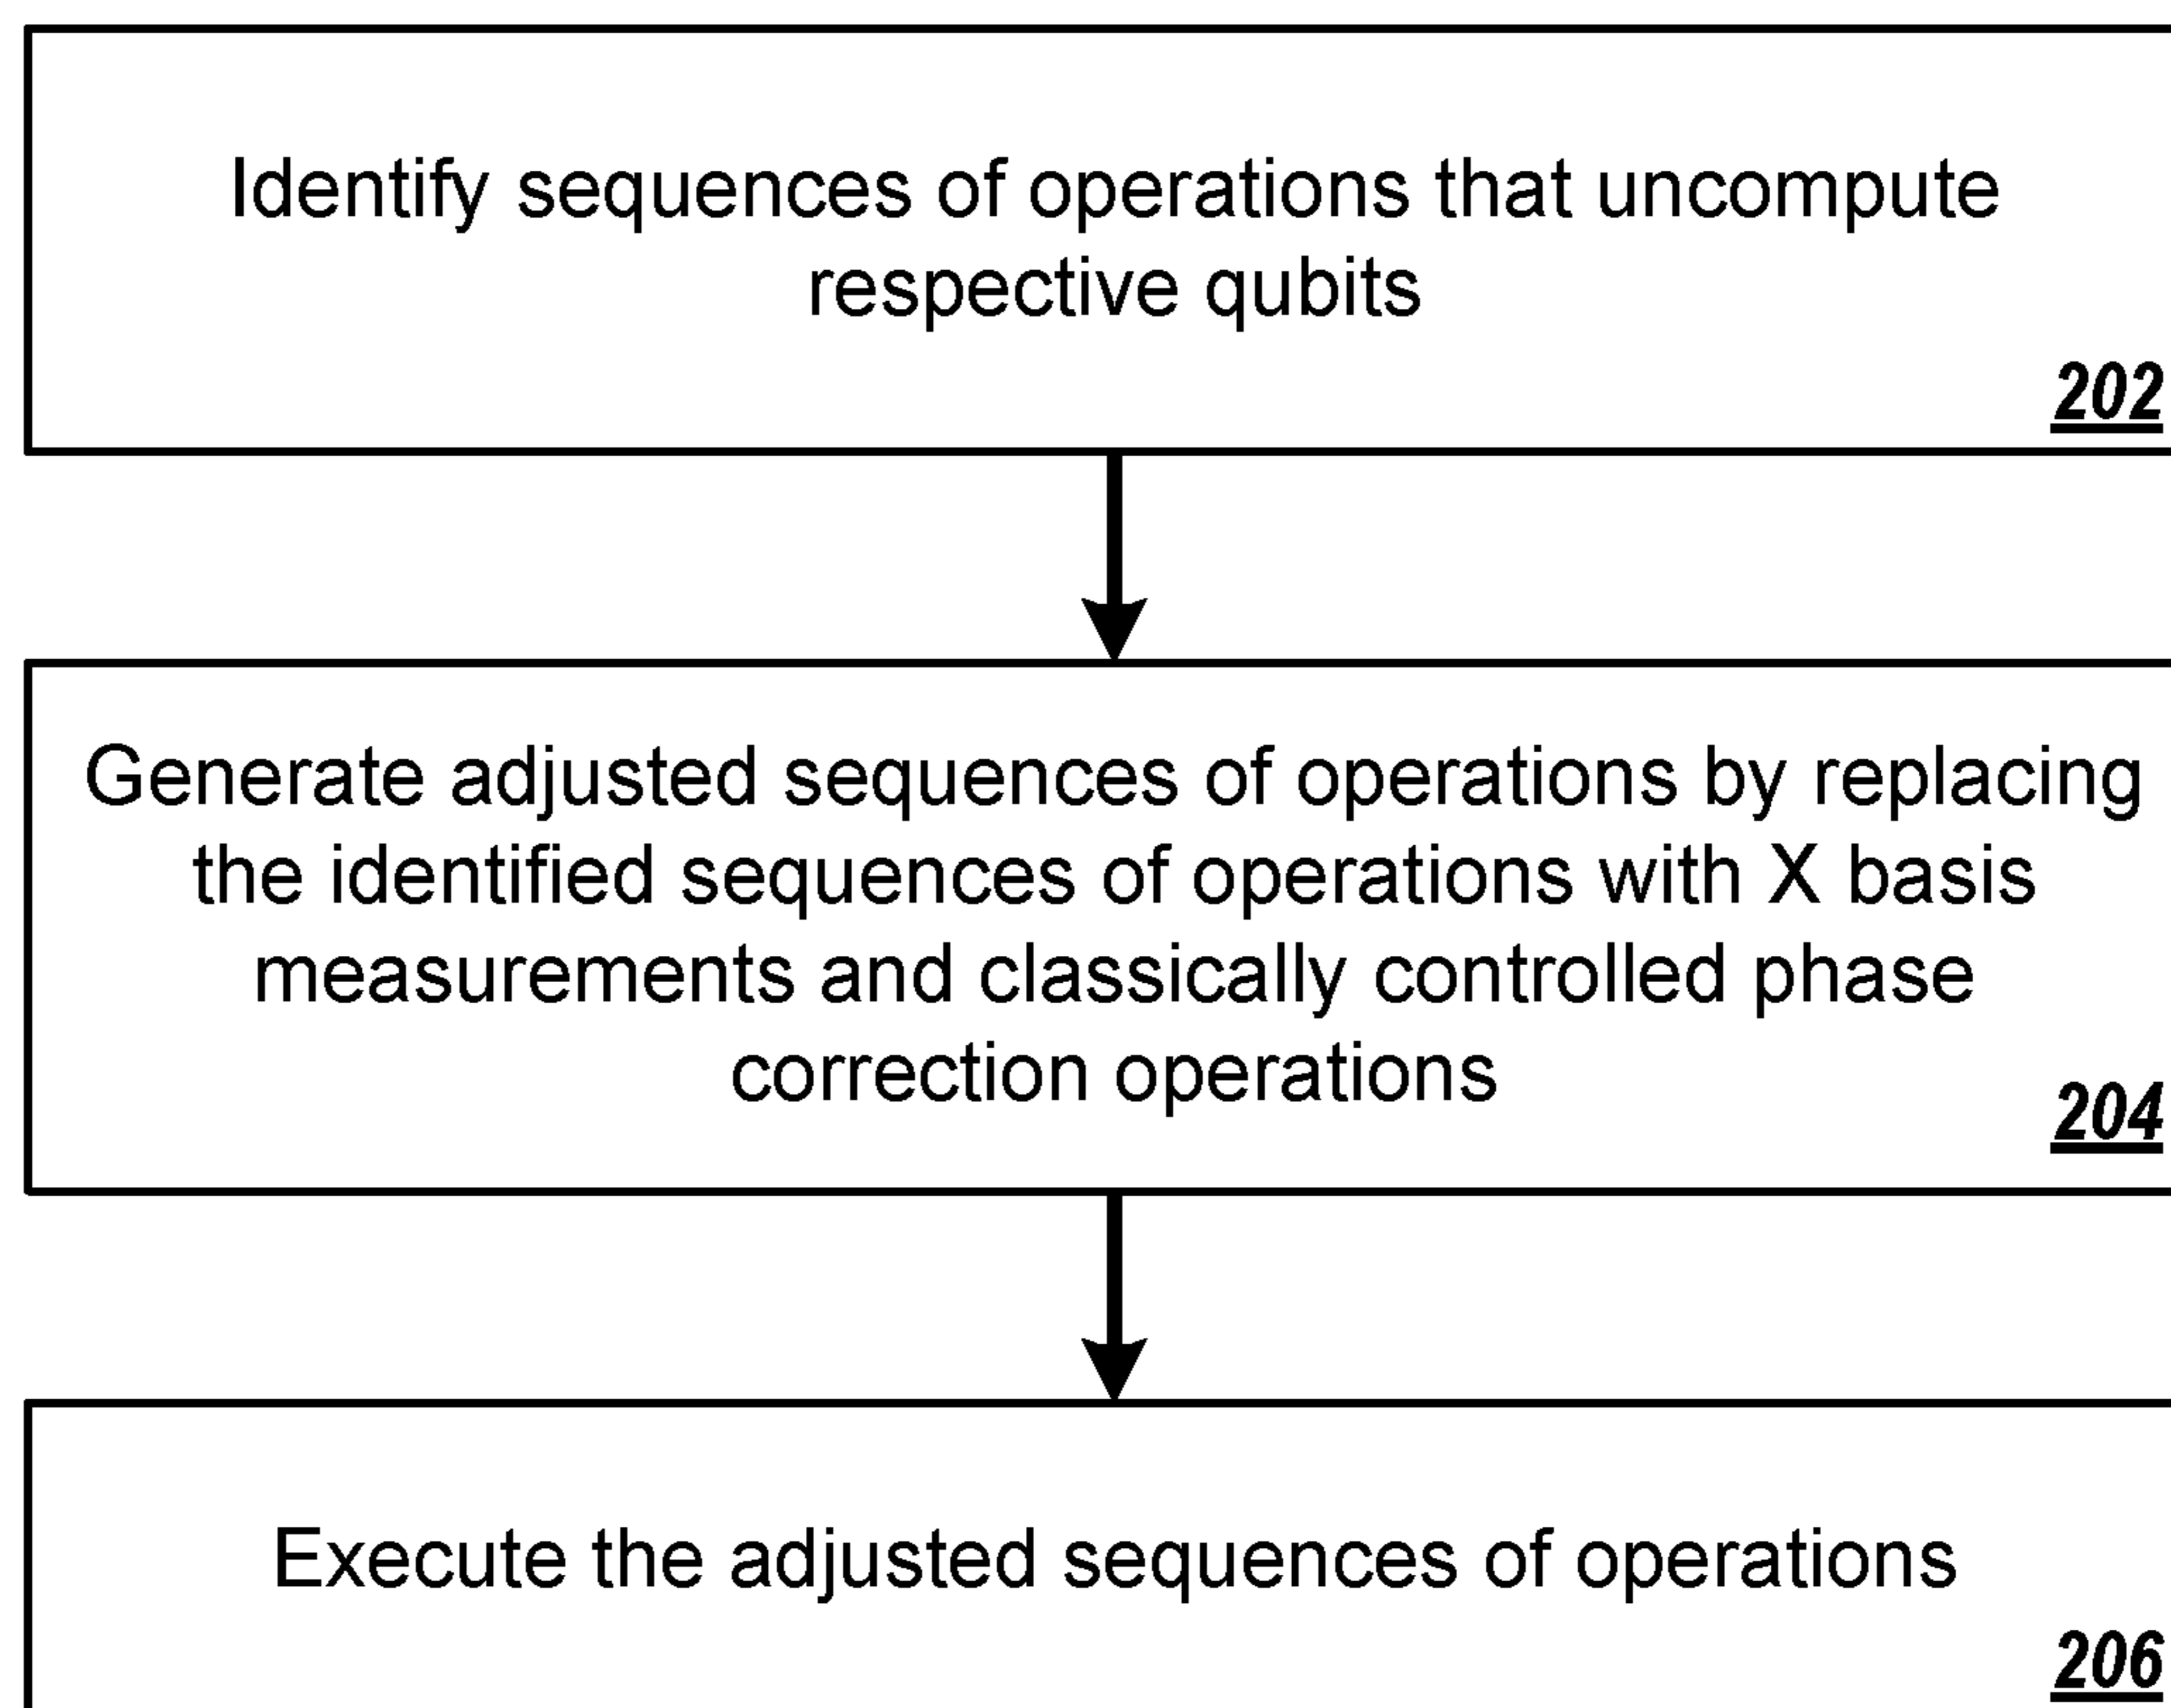 Identify sequences of operations that uncompute
respective qubits
202
Generate adjusted sequences of operations by replacing
the identified sequences of operations with X basis
measurements and classically controlled phase
correction operations
204
Execute the adjusted sequences of operations
206